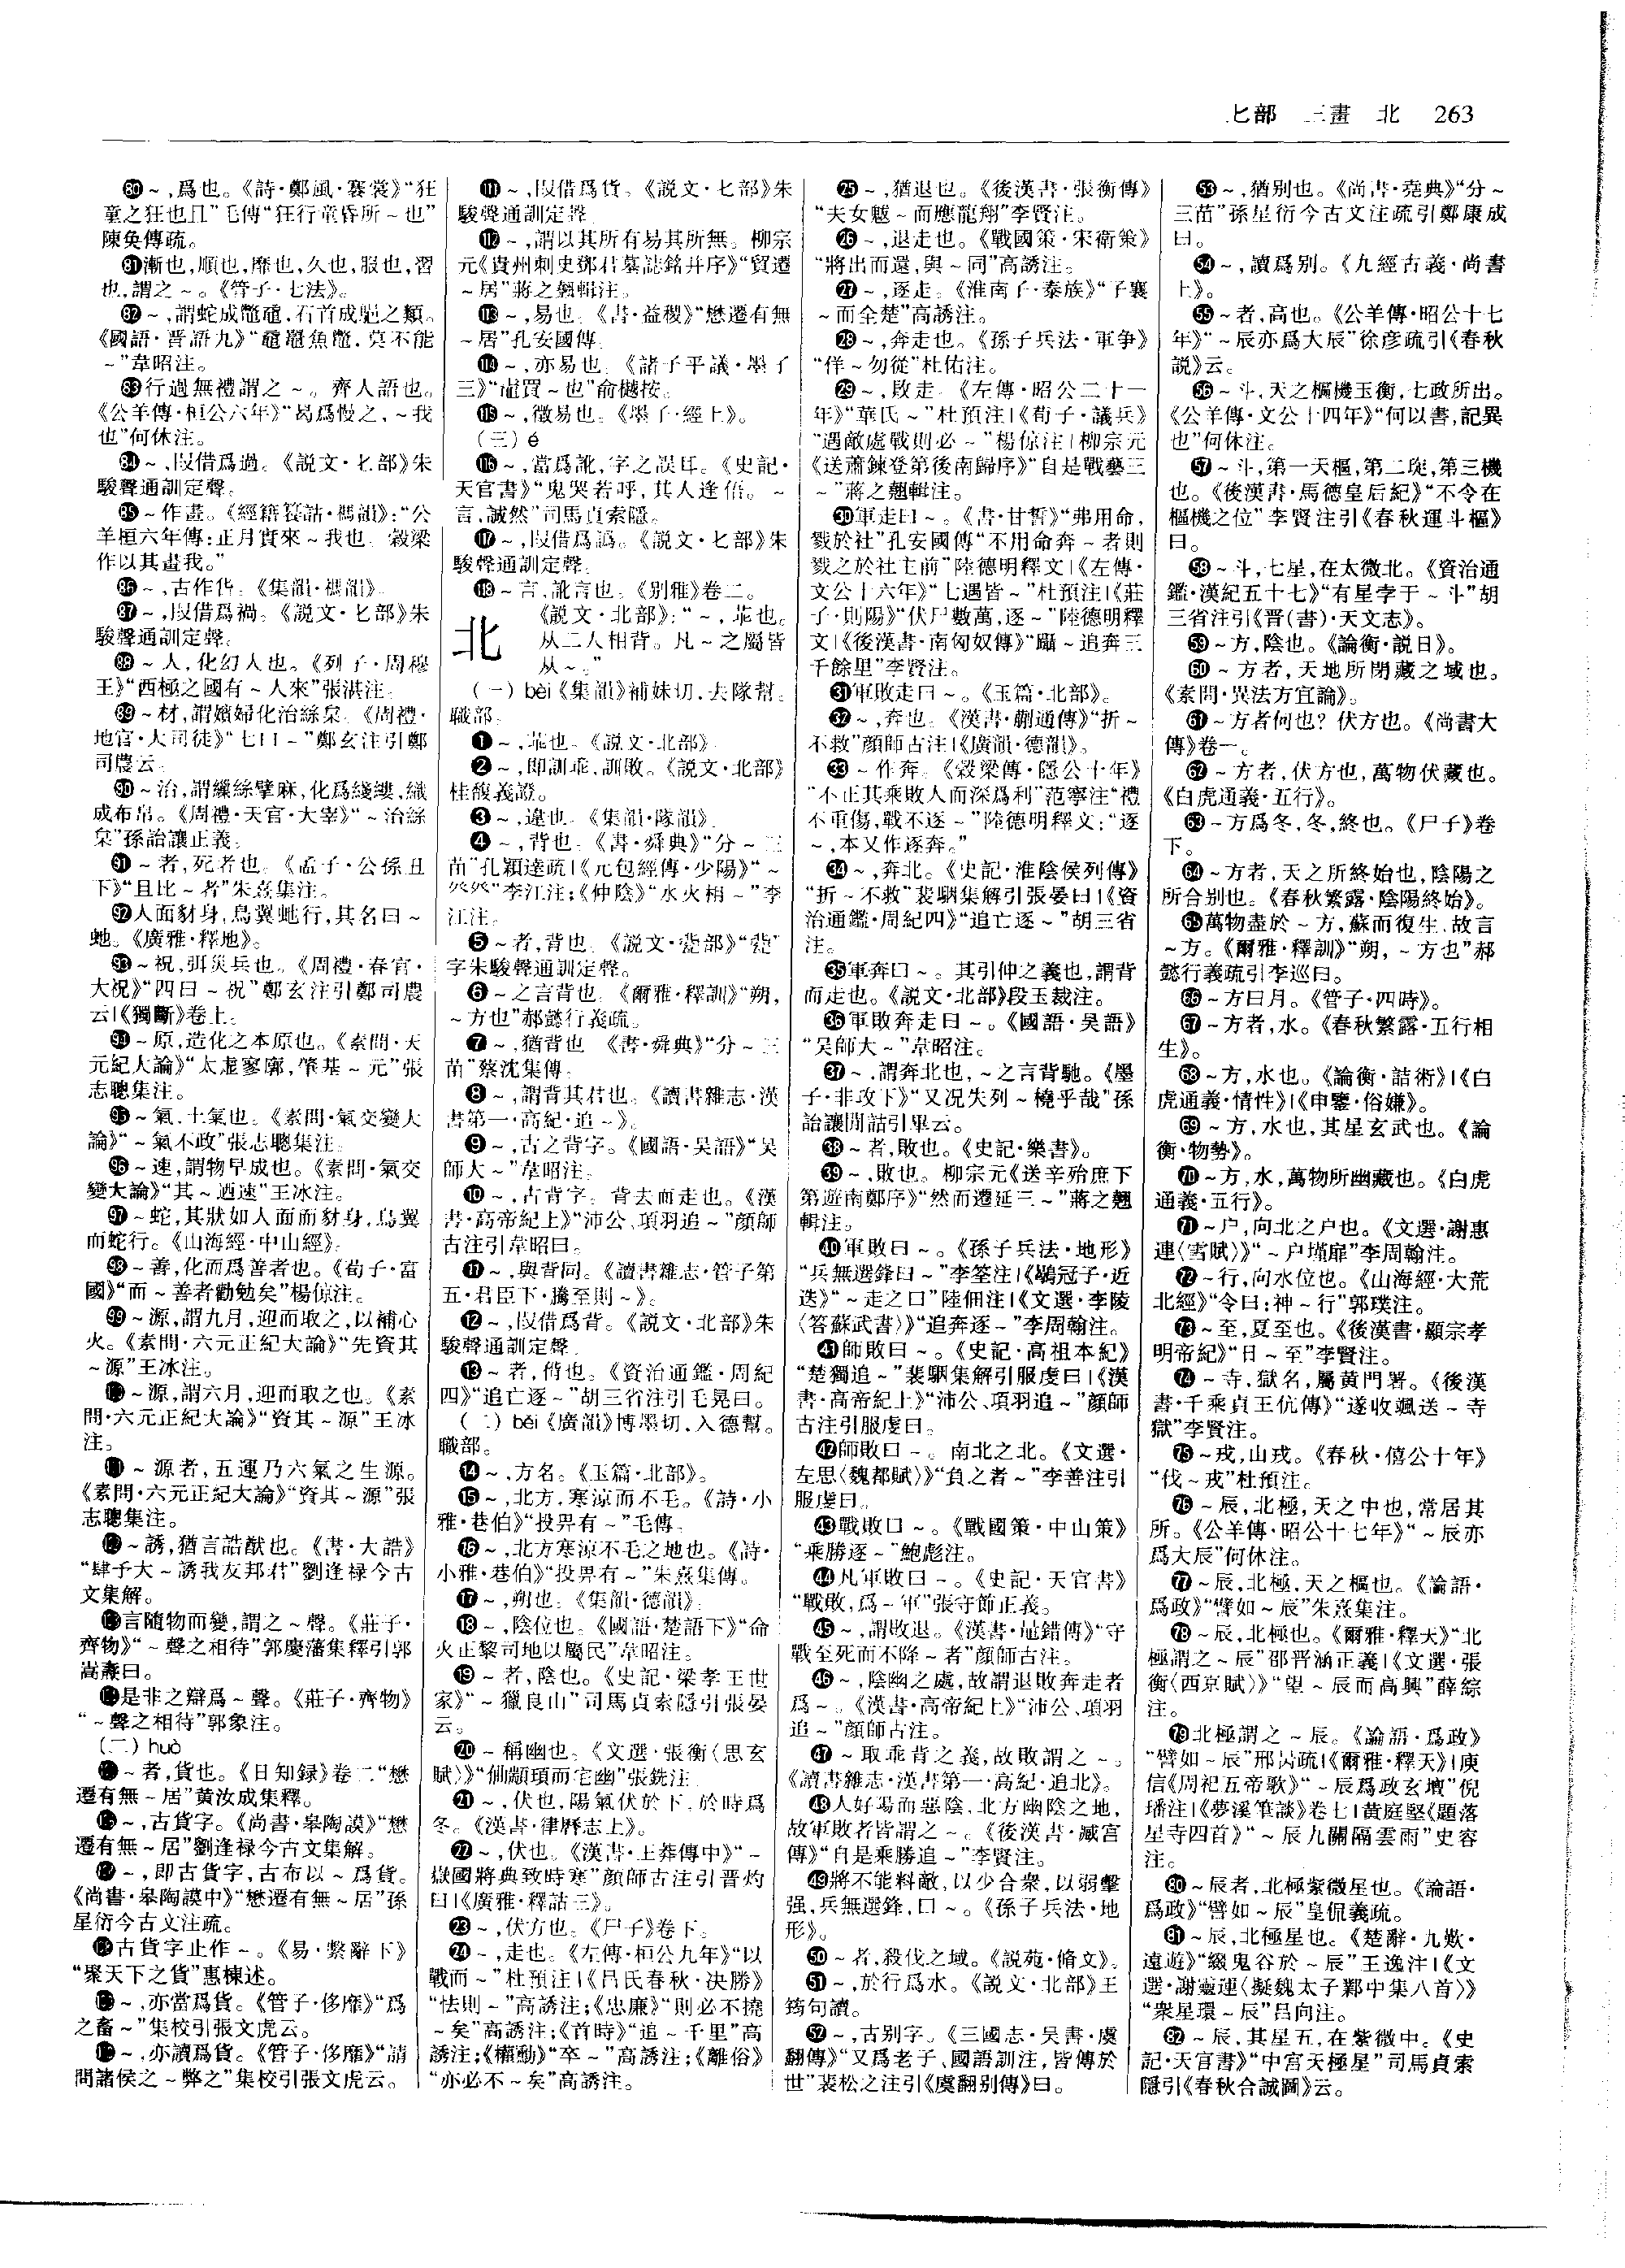 匕部 三畫 北 263
80～,爲也。《詩·鄭風·褰裳》“狂
童之狂也且”毛傳“狂行童昏所～也”
陳奂傳疏。
81漸也,順也,靡也,久也,服也,習
也,謂之～。《管子·七法》。
82～,謂蛇成鼈黿,石首成鼅之類。
《國語·晋語九》“黿鼉魚鼈,莫不能
～”韋昭注。
83行過無禮謂之～。齊人語也。
《公羊傳·桓公六年》“曷爲慢之,～我
也”何休注。
84～,叚借爲過。《説文·匕部》朱
駿聲通訓定聲。
85～作畫。《經籍籑詁·禡韻》:“公
羊桓六年傳:正月寔來～我也。穀梁
作以其畫我。”
86～,古作㐲。《集韻·禡韻》。
87～,叚借爲禍。《説文·匕部》朱
駿聲通訓定聲。
88～人,化幻人也。《列子·周穆
王》“西極之國有～人來”張湛注。
89～材,謂嬪婦化治絲枲。《周禮·
地官·大司徒》“七曰～”鄭玄注引鄭
司農云。
90～治,謂纑絲擘麻,化爲綫縷,織
成布帛。《周禮·天官·大宰》“～治絲
枲”孫詒讓正義。
91～者,死者也。《孟子·公孫丑
下》“且比～者”朱熹集注。
92人面豺身,鳥翼虵行,其名曰～
虵。《廣雅·釋地》。
93～祝,弭災兵也。《周禮·春官·
大祝》“四曰～祝”鄭玄注引鄭司農
云|《獨斷》卷上。
94～原,造化之本原也。《素問·天
元紀大論》“太虚寥廓,肇基～元”張
志聰集注。
95～氣,土氣也。《素問·氣交變大
論》“～氣不政”張志聰集注。
96～速,謂物早成也。《素問·氣交
變大論》“其～迺速”王冰注。
97～蛇,其狀如人面而豺身,鳥翼
而蛇行。《山海經·中山經》。
98～善,化而爲善者也。《荀子·富
國》“而～善者勸勉矣”楊倞注。
99～源,謂九月,迎而取之,以補心
火。《素問·六元正紀大論》“先資其
～源”王冰注。
～源,謂六月,迎而取之也。《素
問·六元正紀大論》“資其～源”王冰
注。
～源者,五運乃六氣之生源。
《素問·六元正紀大論》“資其～源”張
志聰集注。
～誘,猶言誥猷也。《書·大誥》
“肆予大～誘我友邦君”劉逢禄今古
文集解。
言隨物而變,謂之～聲。《莊子·
齊物》“～聲之相待”郭慶藩集釋引郭
嵩燾曰。
是非之辯爲～聲。《莊子·齊物》
“～聲之相待”郭象注。
(二)huò
～者,貨也。《日知録》卷二“懋
遷有無～居”黄汝成集釋。
～,古貨字。《尚書·皋陶謨》“懋
遷有無～居”劉逢禄今古文集解。
～,即古貨字,古布以～爲貨。
《尚書·皋陶謨中》“懋遷有無～居”孫
星衍今古文注疏。
古貨字止作～。《易·繫辭下》
“聚天下之貨”惠棟述。
～,亦當爲貨。《管子·侈靡》“爲
之畜～”集校引張文虎云。
～,亦讀爲貨。《管子·侈靡》“請
問諸侯之～弊之”集校引張文虎云。
111～,叚借爲貨。《説文·匕部》朱
駿聲通訓定聲。
112～,謂以其所有易其所無。柳宗
元《貴州刺史鄧君墓誌銘并序》“貿遷
～居”蔣之翹輯注。
113～,易也。《書·益稷》“懋遷有無
～居”孔安國傳。
114～,亦易也。《諸子平議·墨子
三》“虛買～也”俞樾按。
115～,徵易也。《墨子·經上》。
(三)é
116～,當爲訛,字之誤耳。《史記·
天官書》“鬼哭若呼,其人逢俉。～
言,誠然”司馬貞索隱。
117～,叚借爲譌。《説文·匕部》朱
駿聲通訓定聲。
118～言,訛言也。《别雅》卷二。
北
《説文·北部》:“～,菲也。
从二人相背。凡～之屬皆
从～。”
(一)bèi《集韻》補妹切,去隊幫。
職部。
1～,菲也。《説文·北部》。
2～,即訓乖,訓敗。《説文·北部》
桂馥義證。
3～,違也。《集韻·隊韻》。
4～,背也。《書·舜典》“分～三
苗”孔穎達疏|《元包經傳·少陽》“～
癶癶”李江注;《仲陰》“水火相～”李
江注。
5～者,背也。《説文·㼱部》“㼱”
字朱駿聲通訓定聲。
6～之言背也。《爾雅·釋訓》“朔,
～方也”郝懿行義疏。
7～,猶背也。《書·舜典》“分～三
苗”蔡沈集傳。
8～,謂背其君也。《讀書雜志·漢
書第一·高紀·追～》。
9～,古之背字。《國語·吴語》“吴
師大～”韋昭注。
10～,古背字。背去而走也。《漢
書·高帝紀上》“沛公、項羽追～”顔師
古注引韋昭曰。
11～,與背同。《讀書雜志·管子第
五·君臣下·騰至則～》。
12～,叚借爲背。《説文·北部》朱
駿聲通訓定聲。
13～者,偝也。《資治通鑑·周紀
四》“追亡逐～”胡三省注引毛晃曰。
(二)běi《廣韻》博墨切,入德幫。
職部。
14～,方名。《玉篇·北部》。
15～,北方,寒涼而不毛。《詩·小
雅·巷伯》“投畀有～”毛傳。
16～,北方寒涼不毛之地也。《詩·
小雅·巷伯》“投畀有～”朱熹集傳。
17～,朔也。《集韻·德韻》。
18～,陰位也。《國語·楚語下》“命
火正黎司地以屬民”韋昭注。
19～者,陰也。《史記·梁孝王世
家》“～獵良山”司馬貞索隱引張晏
云。
20～稱幽也。《文選·張衡〈思玄
賦〉》“仙顓頊而宅幽”張銑注。
21～,伏也,陽氣伏於下,於時爲
冬。《漢書·律曆志上》。
22～,伏也。《漢書·王莽傳中》“～
嶽國將典致時寒”顔師古注引晋灼
曰|《廣雅·釋詁三》。
23～,伏方也。《尸子》卷下。
24～,走也。《左傳·桓公九年》“以
戰而～”杜預注|《吕氏春秋·决勝》
“怯則～”高誘注;《忠廉》“則必不撓
～矣”高誘注;《首時》“追～千里”高
誘注;《權勳》“卒～”高誘注;《離俗》
“亦必不～矣”高誘注。
25～,猶退也。《後漢書·張衡傳》
“夫女魃～而應龍翔”李賢注。
26～,退走也。《戰國策·宋衛策》
“將出而還,與～同”高誘注。
27～,逐走。《淮南子·泰族》“子襄
～而全楚”高誘注。
28～,奔走也。《孫子兵法·軍争》
“佯～勿從”杜佑注。
29～,敗走。《左傳·昭公二十一
年》“華氏～”杜預注|《荀子·議兵》
“遇敵處戰則必～”楊倞注|柳宗元
《送蕭鍊登第後南歸序》“自是戰藝三
～”蔣之翹輯注。
30軍走曰～。《書·甘誓》“弗用命,
戮於社”孔安國傳“不用命奔～者則
戮之於社主前”陸德明釋文|《左傳·
文公十六年》“七遇皆～”杜預注|《莊
子·則陽》“伏尸數萬,逐～”陸德明釋
文|《後漢書·南匈奴傳》“躡～追奔三
千餘里”李賢注。
31軍敗走曰～。《玉篇·北部》。
32～,奔也。《漢書·蒯通傳》“折～
不救”顔師古注|《廣韻·德韻》。
33～作奔。《穀梁傳·隱公十年》
“不正其乘敗人而深爲利”范寧注“禮
不重傷,戰不逐～”陸德明釋文:“逐
～,本又作逐奔。”
34～,奔北。《史記·淮陰侯列傳》
“折～不救”裴駰集解引張晏曰|《資
治通鑑·周紀四》“追亡逐～”胡三省
注。
35軍奔曰～。其引伸之義也,謂背
而走也。《説文·北部》段玉裁注。
36軍敗奔走曰～。《國語·吴語》
“吴師大～”韋昭注。
37～,謂奔北也,～之言背馳。《墨
子·非攻下》“又况失列～橈乎哉”孫
詒讓閒詁引畢云。
38～者,敗也。《史記·樂書》。
39～,敗也。柳宗元《送辛殆庶下
第遊南鄭序》“然而遷延三～”蔣之翹
輯注。
40軍敗曰～。《孫子兵法·地形》
“兵無選鋒曰～”李筌注|《鶡冠子·近
迭》“～走之日”陸佃注|《文選·李陵
〈答蘇武書〉》“追奔逐～”李周翰注。
41師敗曰～。《史記·高祖本紀》
“楚獨追～”裴駰集解引服虔曰|《漢
書·高帝紀上》“沛公、項羽追～”顔師
古注引服虔曰。
42師敗曰～。南北之北。《文選·
左思〈魏都賦〉》“負之者～”李善注引
服虔曰。
43戰敗曰～。《戰國策·中山策》
“乘勝逐～”鮑彪注。
44凡軍敗曰～。《史記·天官書》
“戰敗,爲～軍”張守節正義。
45～,謂敗退。《漢書·鼂錯傳》“守
戰至死而不降～者”顔師古注。
46～,陰幽之處,故謂退敗奔走者
爲～。《漢書·高帝紀上》“沛公、項羽
追～”顔師古注。
47～取乖背之義,故敗謂之～。
《讀書雜志·漢書第一·高紀·追北》。
48人好陽而惡陰,北方幽陰之地,
故軍敗者皆謂之～。《後漢書·臧宫
傳》“自是乘勝追～”李賢注。
49將不能料敵,以少合衆,以弱擊
强,兵無選鋒,曰～。《孫子兵法·地
形》。
50～者,殺伐之域。《説苑·脩文》。
51～,於行爲水。《説文·北部》王
筠句讀。
52～,古别字。《三國志·吴書·虞
翻傳》“又爲老子、國語訓注,皆傳於
世”裴松之注引《虞翻别傳》曰。
53～,猶别也。《尚書·堯典》“分～
三苗”孫星衍今古文注疏引鄭康成
曰。
54～,讀爲别。《九經古義·尚書
上》。
55～者,高也。《公羊傳·昭公十七
年》“～辰亦爲大辰”徐彦疏引《春秋
説》云。
56～斗,天之樞機玉衡,七政所出。
《公羊傳·文公十四年》“何以書,記異
也”何休注。
57～斗,第一天樞,第二琁,第三機
也。《後漢書·馬德皇后紀》“不令在
樞機之位”李賢注引《春秋運斗樞》
曰。
58～斗,七星,在太微北。《資治通
鑑·漢紀五十七》“有星孛于～斗”胡
三省注引《晋(書)·天文志》。
59～方,陰也。《論衡·説日》。
60～方者,天地所閉藏之域也。
《素問·異法方宜論》。
61～方者何也？伏方也。《尚書大
傳》卷一。
62～方者,伏方也,萬物伏藏也。
《白虎通義·五行》。
63～方爲冬,冬,終也。《尸子》卷
下。
64～方者,天之所終始也,陰陽之
所合别也。《春秋繁露·陰陽終始》。
65萬物盡於～方,蘇而復生,故言
～方。《爾雅·釋訓》“朔,～方也”郝
懿行義疏引李巡曰。
66～方曰月。《管子·四時》。
67～方者,水。《春秋繁露·五行相
生》。
68～方,水也。《論衡·詰術》|《白
虎通義·情性》|《申鑒·俗嫌》。
69～方,水也,其星玄武也。《論
衡·物勢》。
70～方,水,萬物所幽藏也。《白虎
通義·五行》。
71～户,向北之户也。《文選·謝惠
連〈雪賦〉》“～户墐扉”李周翰注。
72～行,向水位也。《山海經·大荒
北經》“令曰:神～行”郭璞注。
73～至,夏至也。《後漢書·顯宗孝
明帝紀》“日～至”李賢注。
74～寺,獄名,屬黄門署。《後漢
書·千乘貞王伉傳》“遂收颯送～寺
獄”李賢注。
75～戎,山戎。《春秋·僖公十年》
“伐～戎”杜預注。
76～辰,北極,天之中也,常居其
所。《公羊傳·昭公十七年》“～辰亦
爲大辰”何休注。
77～辰,北極,天之樞也。《論語·
爲政》“譬如～辰”朱熹集注。
78～辰,北極也。《爾雅·釋天》“北
極謂之～辰”邵晋涵正義|《文選·張
衡〈西京賦〉》“望～辰而高興”薛綜
注。
79北極謂之～辰。《論語·爲政》
“譬如～辰”邢昺疏|《爾雅·釋天》|庾
信《周祀五帝歌》“～辰爲政玄壇”倪
璠注|《夢溪筆談》卷七|黄庭堅《題落
星寺四首》“～辰九關隔雲雨”史容
注。
80～辰者,北極紫微星也。《論語·
爲政》“譬如～辰”皇侃義疏。
81～辰,北極星也。《楚辭·九歎·
遠遊》“綴鬼谷於～辰”王逸注|《文
選·謝靈運〈擬魏太子鄴中集八首〉》
“衆星環～辰”吕向注。
82～辰,其星五,在紫微中。《史
記·天官書》“中宫天極星”司馬貞索
隱引《春秋合誠圖》云。